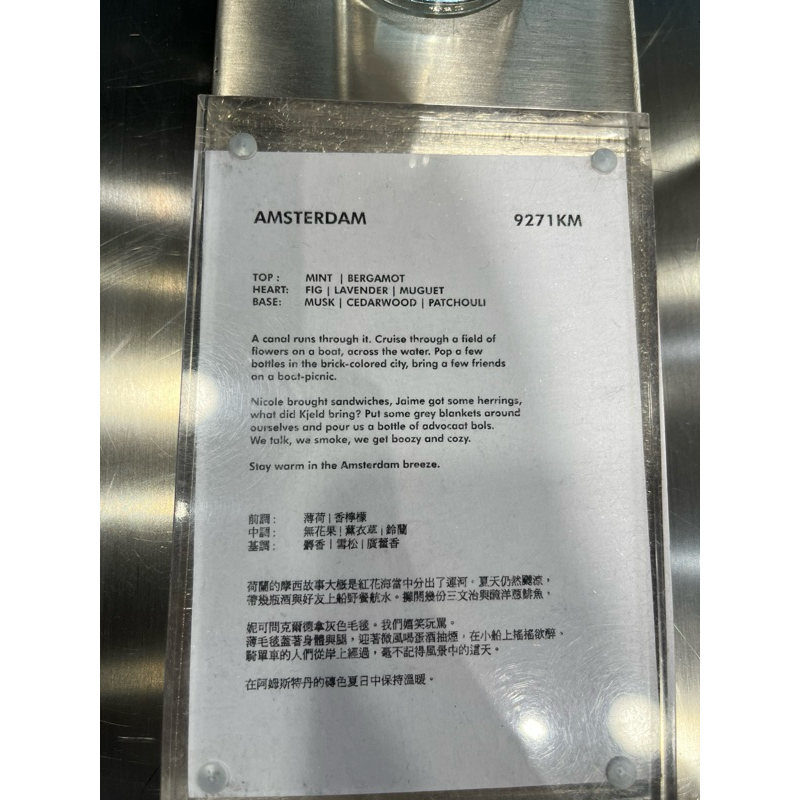 AMSTERDAM 9271KM
TOP : MINT | BERGAMOT
HEART: FIG | LAVENDER | MUGUET
BASE: MUSK | CEDARWOOD | PATCHOULI
A canal runs through it. Cruise through a field of
flowers on a boat, across the water. Pop a few
bottles in the brick-colored city, bring a few friends
on a boat-picnic.
Nicole brought sandwiches, Jaime got some herrings,
what did Kjeld bring? Put some grey blankets around
ourselves and pour us a bottle of advocaat bols.
We talk, we smoke, we get boozy and cozy.
Stay warm in the Amsterdam breeze.
前調： 薄荷 | 香檸檬
中調： 無花果 | 薰衣草 | 鈴蘭
基調： 麝香 | 雪松 | 廣藿香
荷蘭的摩西故事大概是紅花海當中分出了運河。夏天仍然颼涼，
帶幾瓶酒與好友上船野餐航水。攤開幾份三文治與醃洋蔥鯡魚，
妮可問克爾德拿灰色毛毯。我們嬉笑玩罵。
薄毛毯蓋著身體與腿，迎著微風喝蛋酒抽煙，在小船上搖搖欲醉。
騎單車的人們從岸上經過，毫不記得風景中的這天。
在阿姆斯特丹的磚色夏日中保持溫暖。